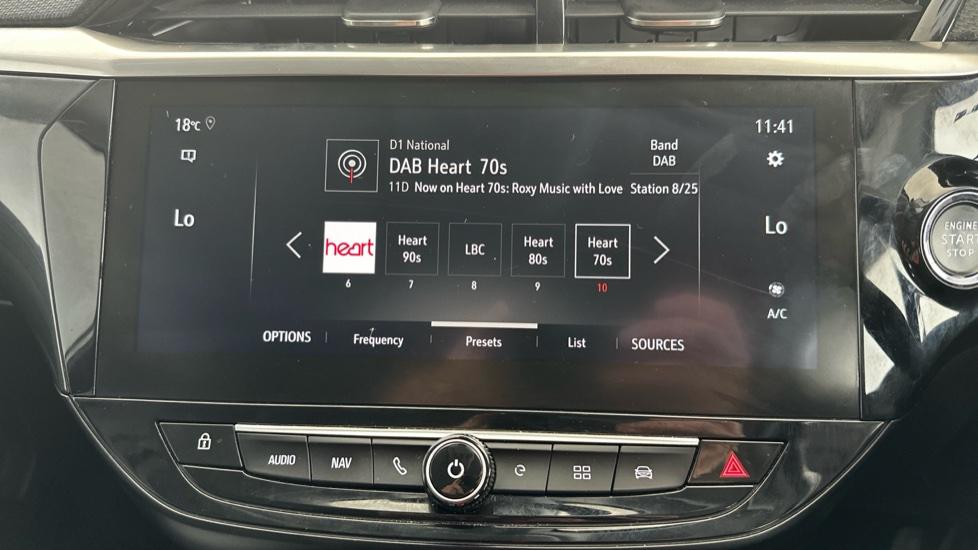 18°C
11:41
D1 National
DAB Heart 70s
11D Now on Heart 70s: Roxy Music with Love Station 8/25
Band
DAB
Lo
Lo
heart
Heart
90s
LBC
Heart
80s
Heart
70s
6
7
8
9
10
A/C
OPTIONS
Frequency
Presets
List
SOURCES
AUDIO
NAV
ENGINE
START
STOP